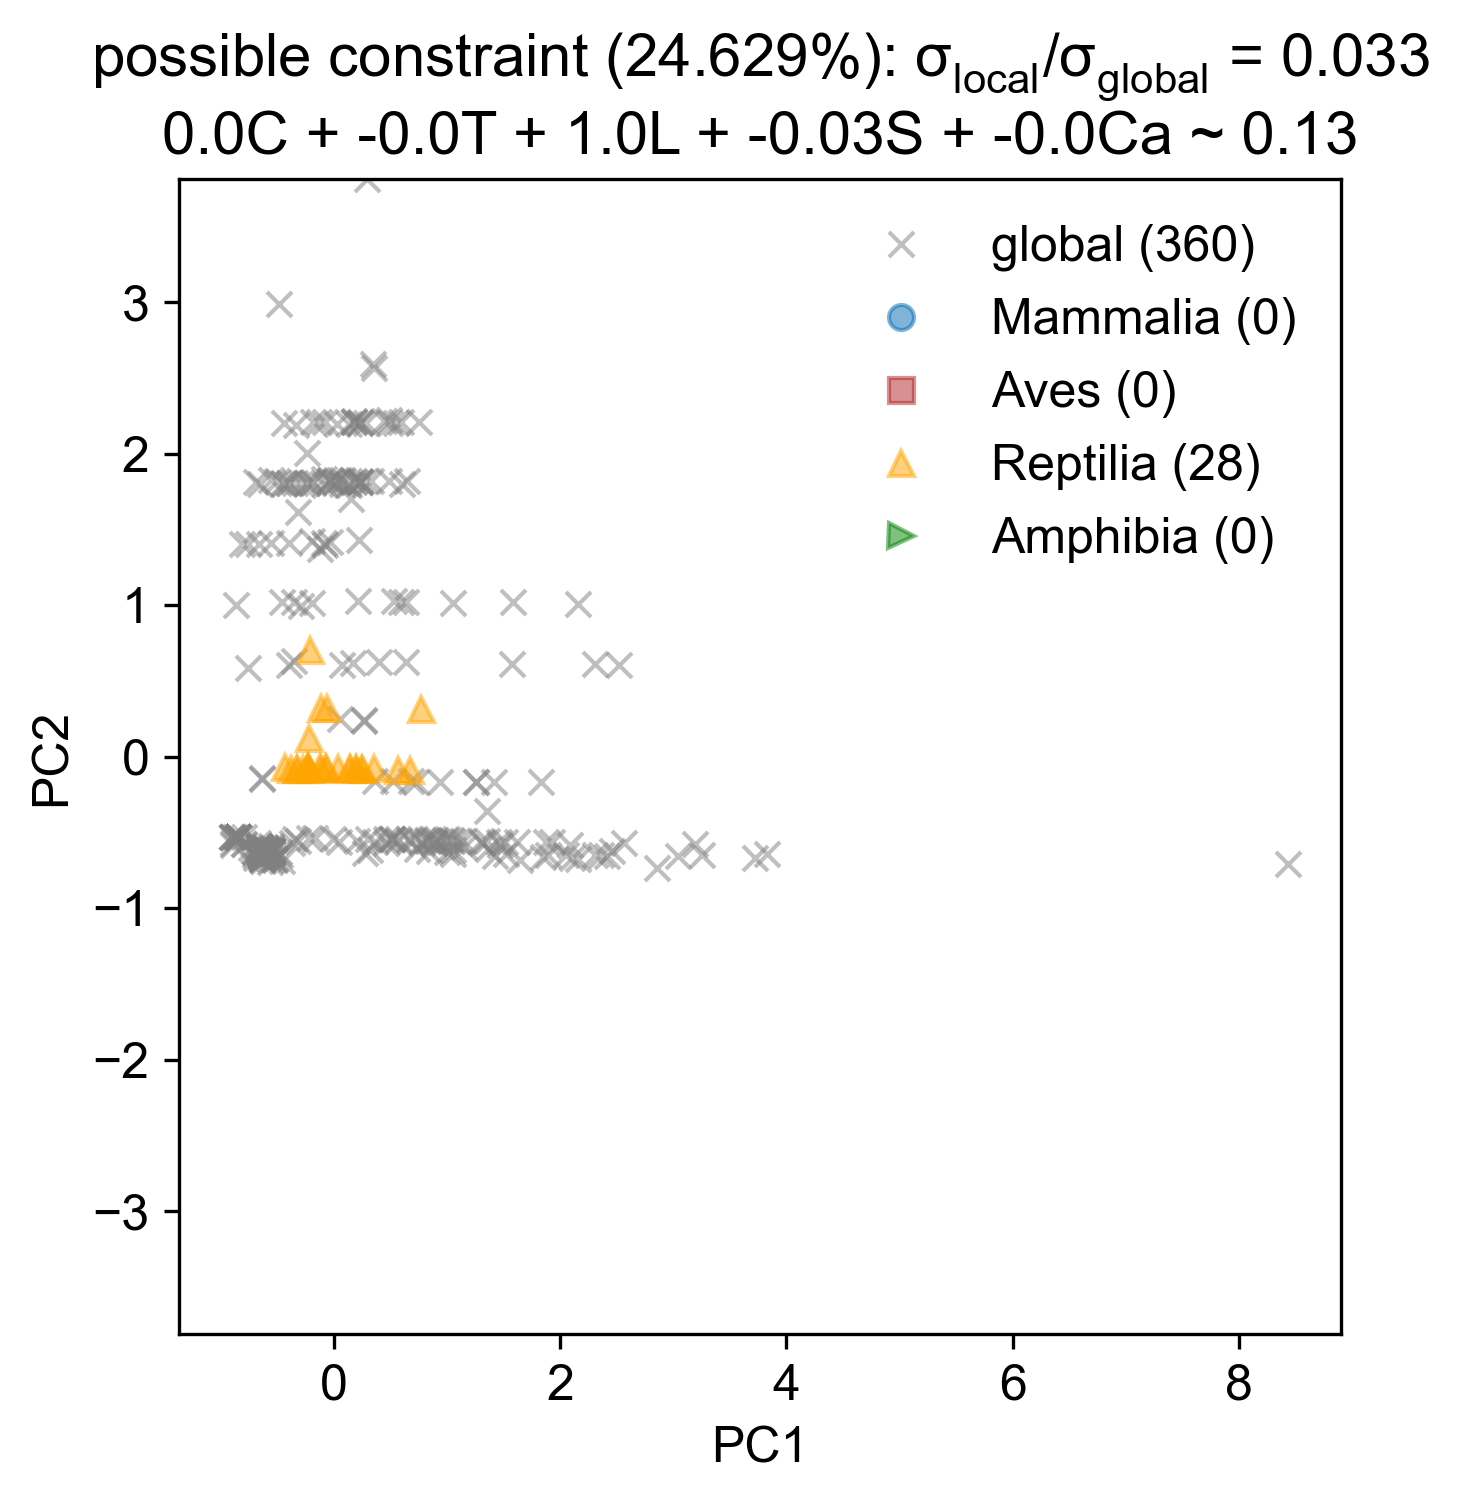 possible constraint (24.629%): σlocal/σglobal = 0.033
0.0C + -0.0T + 1.0L + -0.03S + -0.0Ca ~ 0.13
global (360)
Mammalia (0)
Aves (0)
Reptilia (28)
Amphibia (0)
PC2
3
2
1
0
−1
−2
−3
0 2 4 6 8
PC1